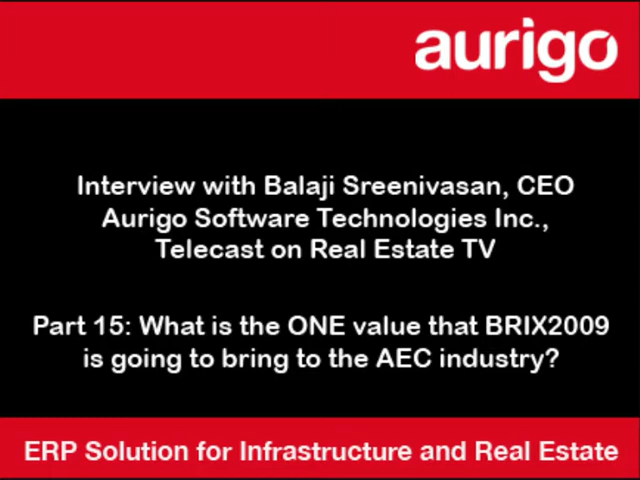 aurigo
Interview with Balaji Sreenivasan, CEO
Aurigo Software Technologies Inc.,
Telecast on Real Estate TV
Part 15: What is the ONE value that BRIX2009
is going to bring to the AEC industry?
ERP Solution for Infrastructure and Real Estate